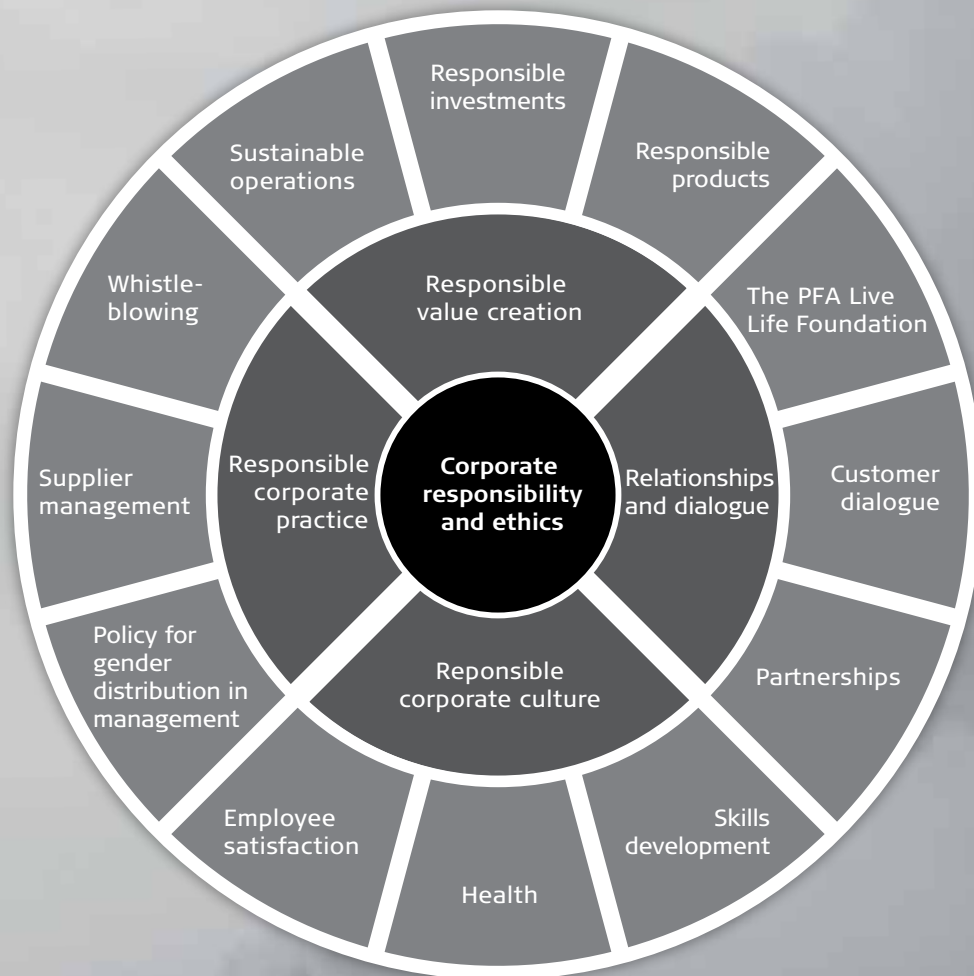 Responsible
investments
Sustainable
operations
Responsible
products
Whistle-
blowing
Responsible
value creation
The PFA Live
Life Foundation
Supplier
management
Responsible
corporate
practice
Corporate
responsibility
and ethics
Relationships
and dialogue
Customer
dialogue
Policy for
gender
distribution in
management
Reponsible
corporate culture
Partnerships
Employee
satisfaction
Health
Skills
development